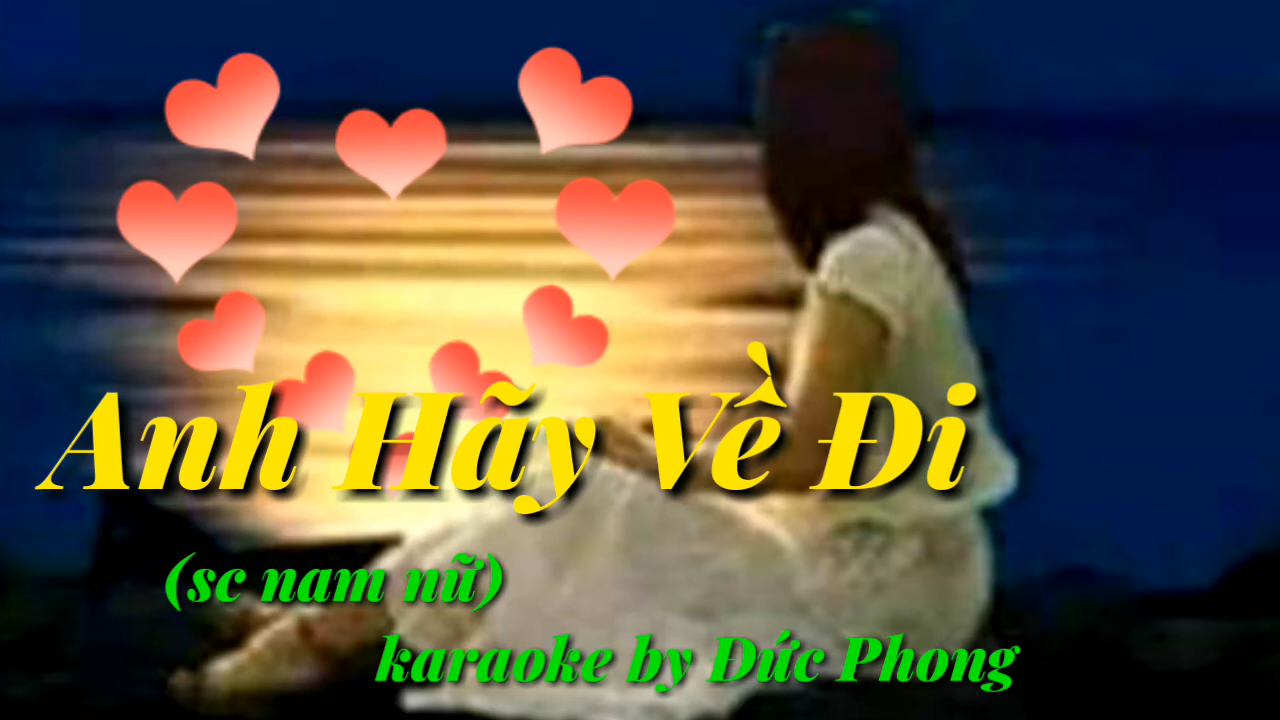 Anh Hãy Về Đi
(sc nam nữ)
karaoke by Đức Phong